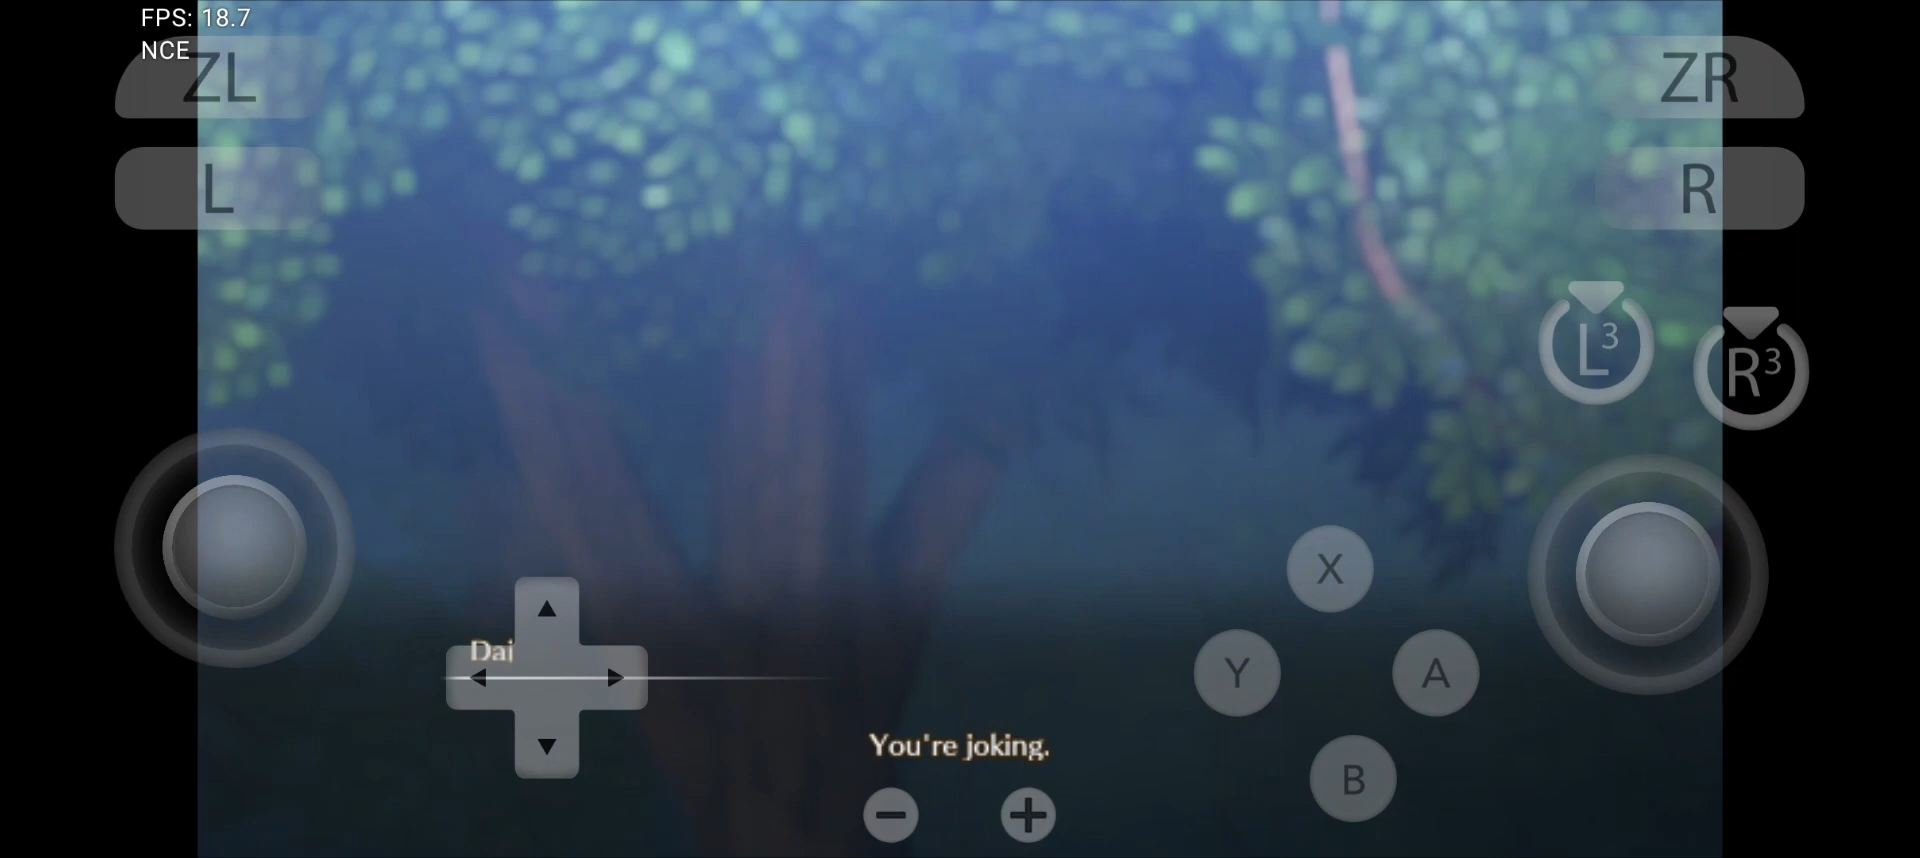 FPS: 18.7
NCE
ZL
ZR
L
R
L3
R3
X
Dai
Y
A
You're joking.
B